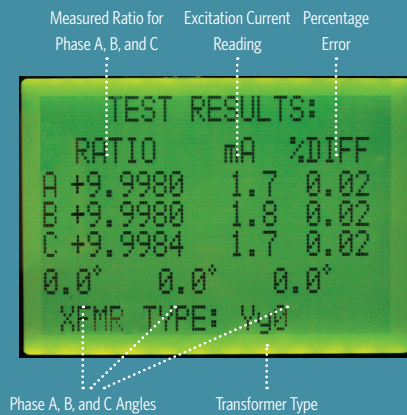 Measured Ratio for Phase A, B, and C
Excitation Current Reading
Percentage Error
TEST RESULTS:
RATIO mA %DIFF
A +9.9980 1.7 0.02
B +9.9980 1.8 0.02
C +9.9984 1.7 0.02
0.0° 0.0° 0.0°
XFMR TYPE: Yy0
Phase A, B, and C Angles
Transformer Type